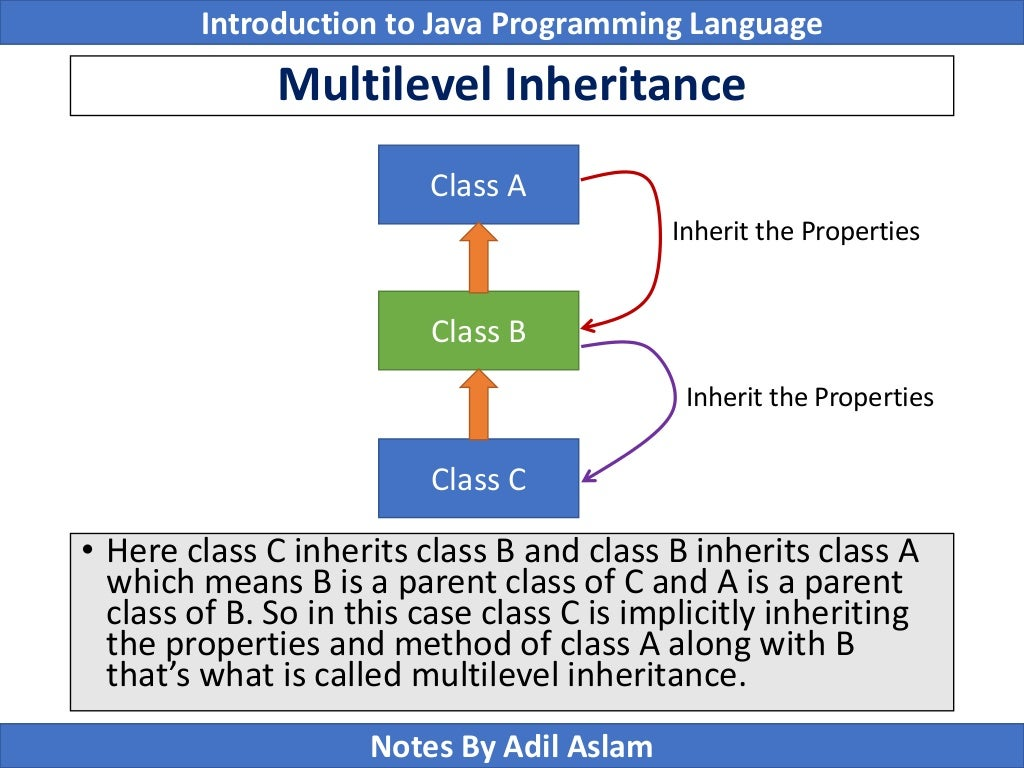 Introduction to Java Programming Language
Multilevel Inheritance
Class A
Inherit the Properties
Class B
Inherit the Properties
Class C
• Here class C inherits class B and class B inherits class A
which means B is a parent class of C and A is a parent
class of B. So in this case class C is implicitly inheriting
the properties and method of class A along with B
that’s what is called multilevel inheritance.
Notes By Adil Aslam